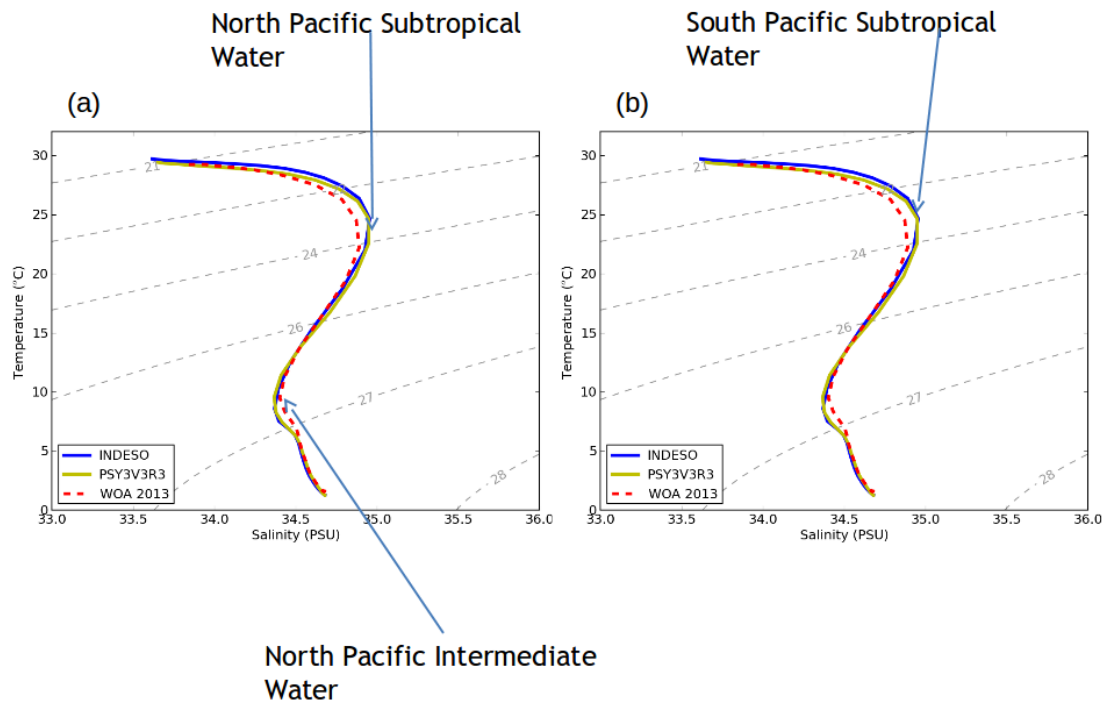 North Pacific Subtropical
Water
South Pacific Subtropical
Water
(a)
30
25
20
15
10
5
0
Temperature (°C)
21
24
26
27
28
INDESO
PSY3V3R3
WOA 2013
33.0
33.5
34.0
34.5
35.0
35.5
36.0
Salinity (PSU)
(b)
30
25
20
15
10
5
0
Temperature (°C)
21
24
26
27
28
INDESO
PSY3V3R3
WOA 2013
33.0
33.5
34.0
34.5
35.0
35.5
36.0
Salinity (PSU)
North Pacific Intermediate
Water